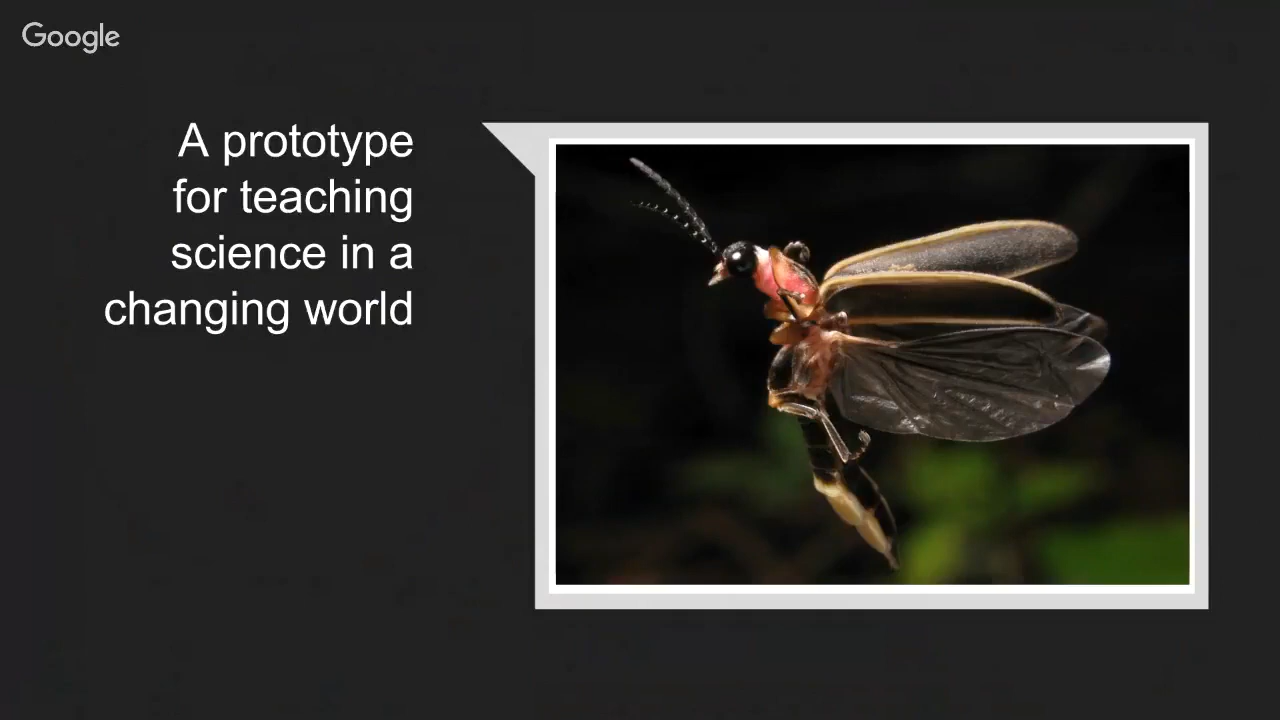 Google
A prototype
for teaching
science in a
changing world